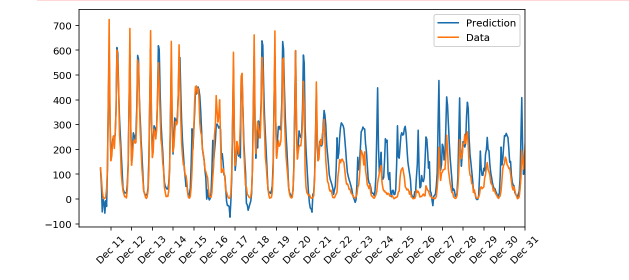 700
600
500
400
300
200
100
0
−100
Prediction
Data
Dec 11
Dec 12
Dec 13
Dec 14
Dec 15
Dec 16
Dec 17
Dec 18
Dec 19
Dec 20
Dec 21
Dec 22
Dec 23
Dec 24
Dec 25
Dec 26
Dec 27
Dec 28
Dec 29
Dec 30
Dec 31